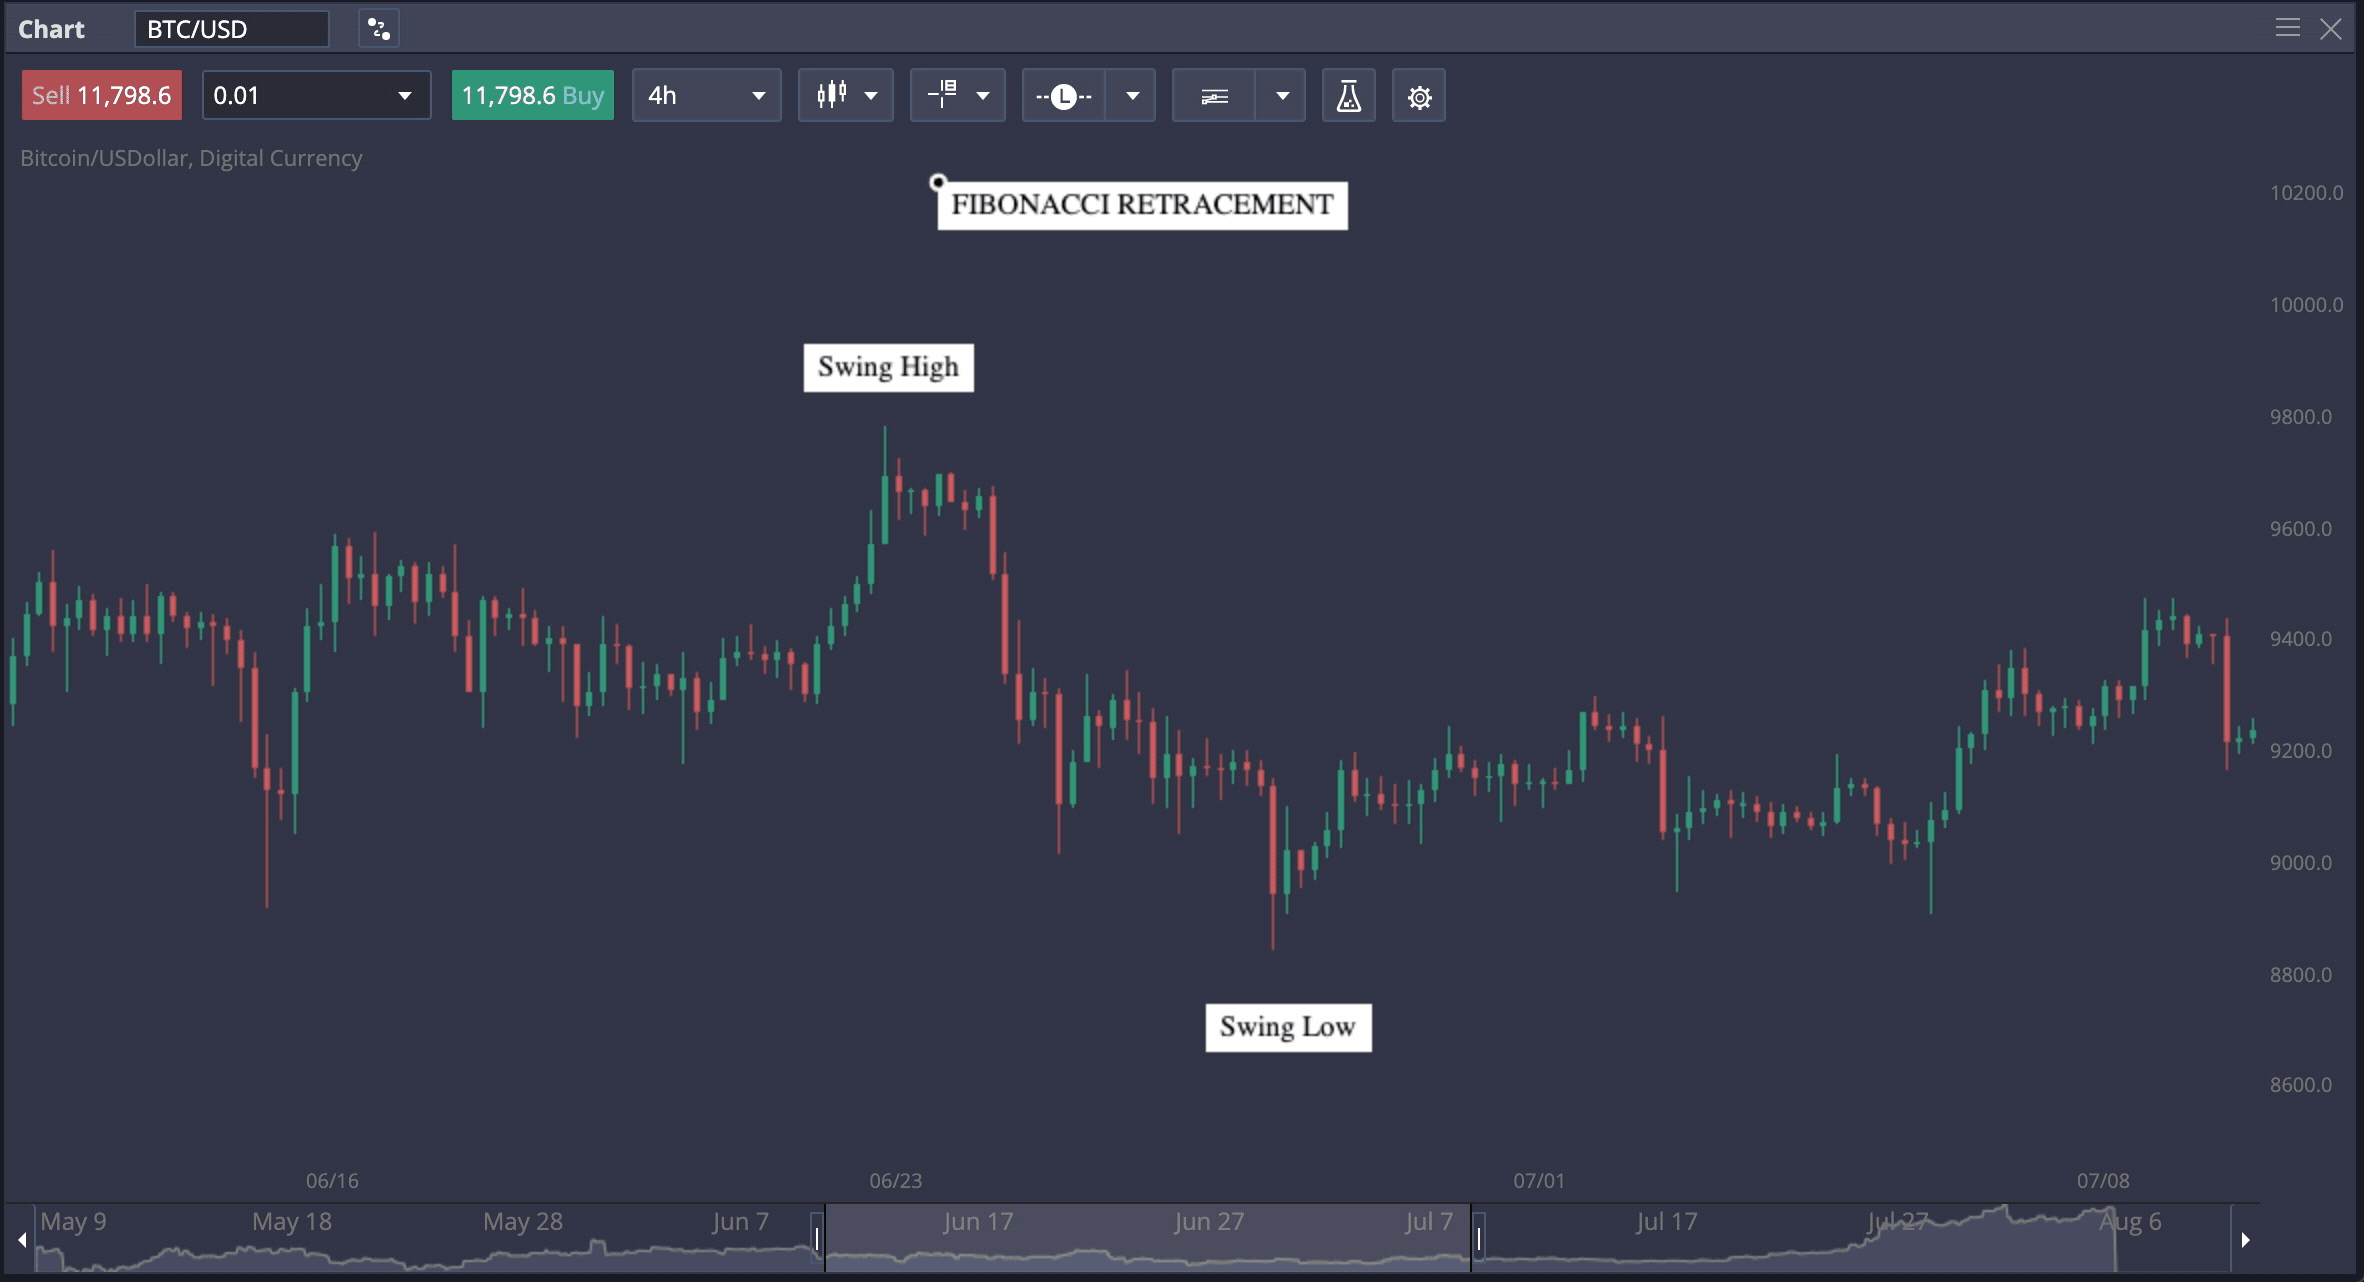 Chart BTC/USD
Sell 11,798.6 0.01 11,798.6 Buy 4h L
Bitcoin/USDollar, Digital Currency
FIBONACCI RETRACEMENT
Swing High
Swing Low
10200.0
10000.0
9800.0
9600.0
9400.0
9200.0
9000.0
8800.0
8600.0
06/16 06/23 07/01 07/08
May 9 May 18 May 28 Jun 7 Jun 17 Jun 27 Jul 7 Jul 17 Jul 27 Aug 6